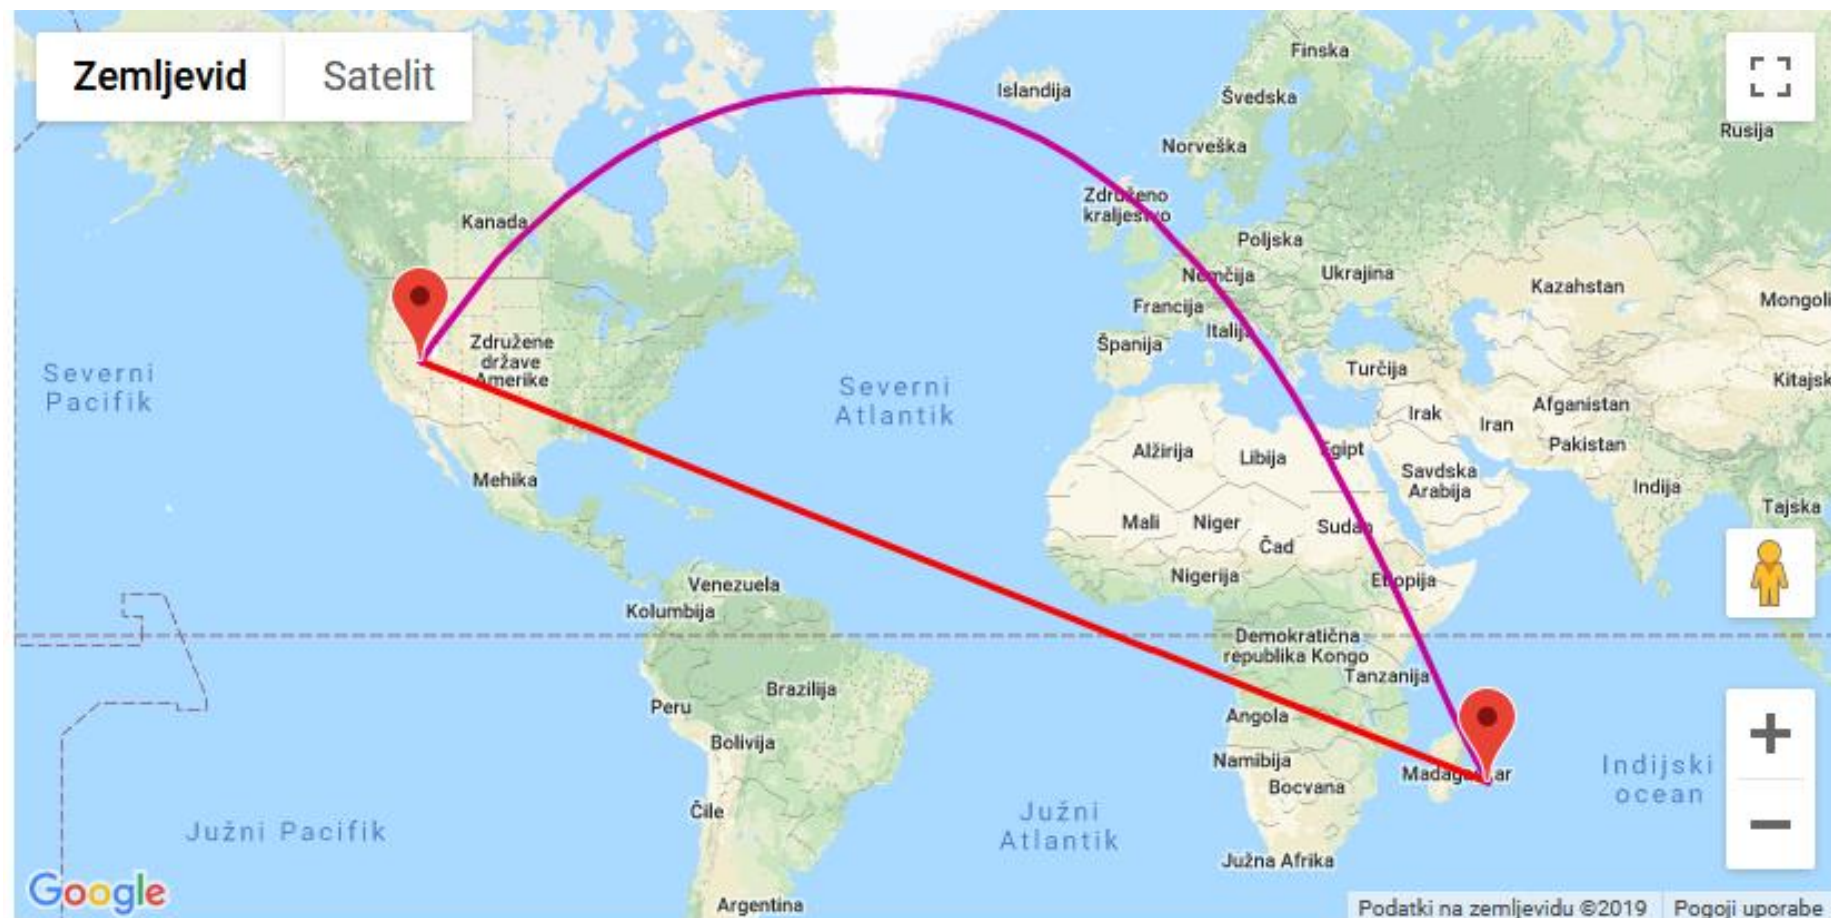 Zemljevid
Satelit
Finska
Islandija
Švedska
Rusija
Norveška
Združeno
kraljestvo
Kanada
Poljska
Nemčija
Ukrajina
Kazahstan
Mongoli
Francija
Italija
Združene
države
Amerike
Španija
Turčija
Severni
Pacifik
Severni
Atlantik
Kitajsk
Afganistan
Irak
Iran
Pakistan
Alžirija
Libija
Egipt
Savdska
Arabija
Mehika
Indija
Tajska
Mali
Niger
Sudan
Čad
Nigerija
Etiopija
Venezuela
Kolumbija
Demokratična
republika Kongo
Tanzanija
Brazilija
Peru
Angola
Bolivija
Namibija
Madagaskar
Bocvana
Indijski
ocean
Čile
Južni Pacifik
Južni
Atlantik
Južna Afrika
Google
Argentina
Podatki na zemljevidu ©2019
Pogoji uporabe